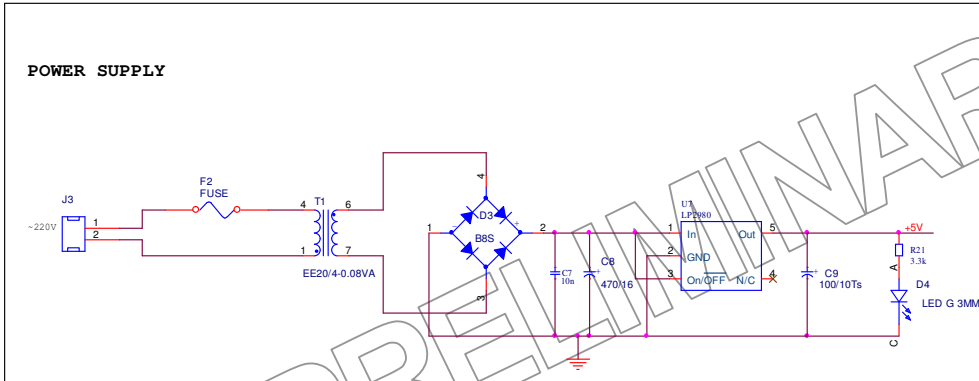 POWER SUPPLY
PRELIMINAR
J3
~220V
1
2
F2
FUSE
T1
4
6
1
7
EE20/4-0.08VA
4
D3
B8S
1
2
3
-
+
C7
10n
C8
470/16
+
U7
LP2980
1
In
Out
5
2
GND
3
On/OFF
N/C
4
C9
100/10Ts
+
+5V
R21
3.3k
A
D4
LED G 3MM
C